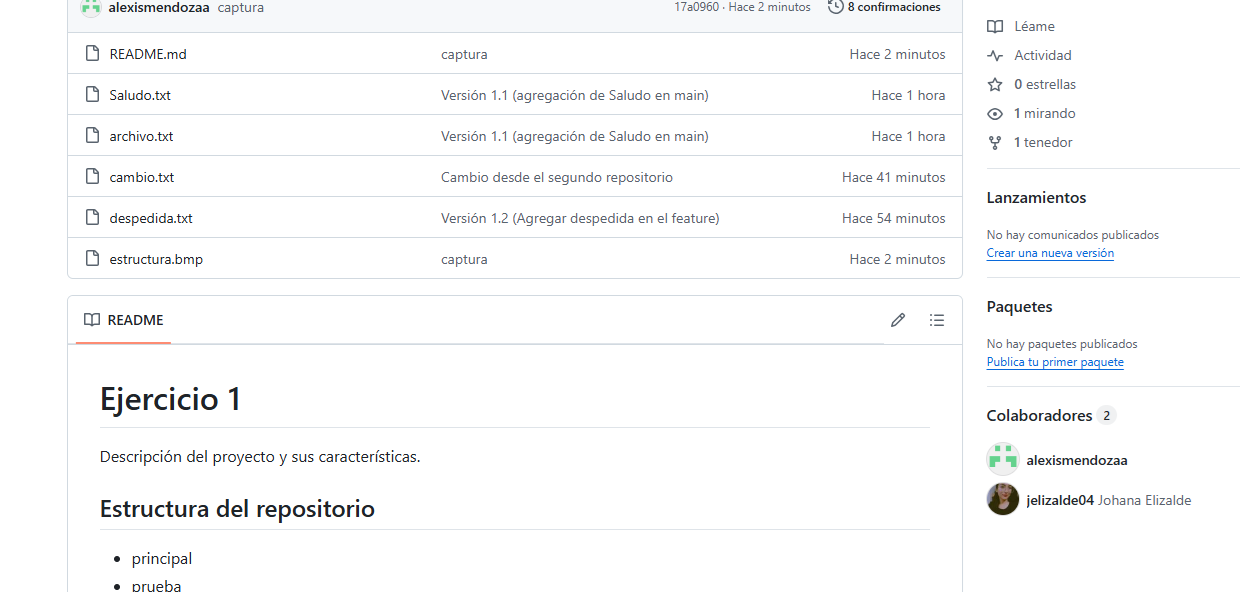 alexismendozaa captura 17a0960 · Hace 2 minutos 8 confirmaciones
README.md captura Hace 2 minutos
Saludo.txt Versión 1.1 (agregación de Saludo en main) Hace 1 hora
archivo.txt Versión 1.1 (agregación de Saludo en main) Hace 1 hora
cambio.txt Cambio desde el segundo repositorio Hace 41 minutos
despedida.txt Versión 1.2 (Agregar despedida en el feature) Hace 54 minutos
estructura.bmp captura Hace 2 minutos
README
Ejercicio 1
Descripción del proyecto y sus características.
Estructura del repositorio
principal
prueba
Léame
Actividad
0 estrellas
1 mirando
1 tenedor
Lanzamientos
No hay comunicados publicados
Crear una nueva versión
Paquetes
No hay paquetes publicados
Publica tu primer paquete
Colaboradores 2
alexismendozaa
jelizalde04 Johana Elizalde